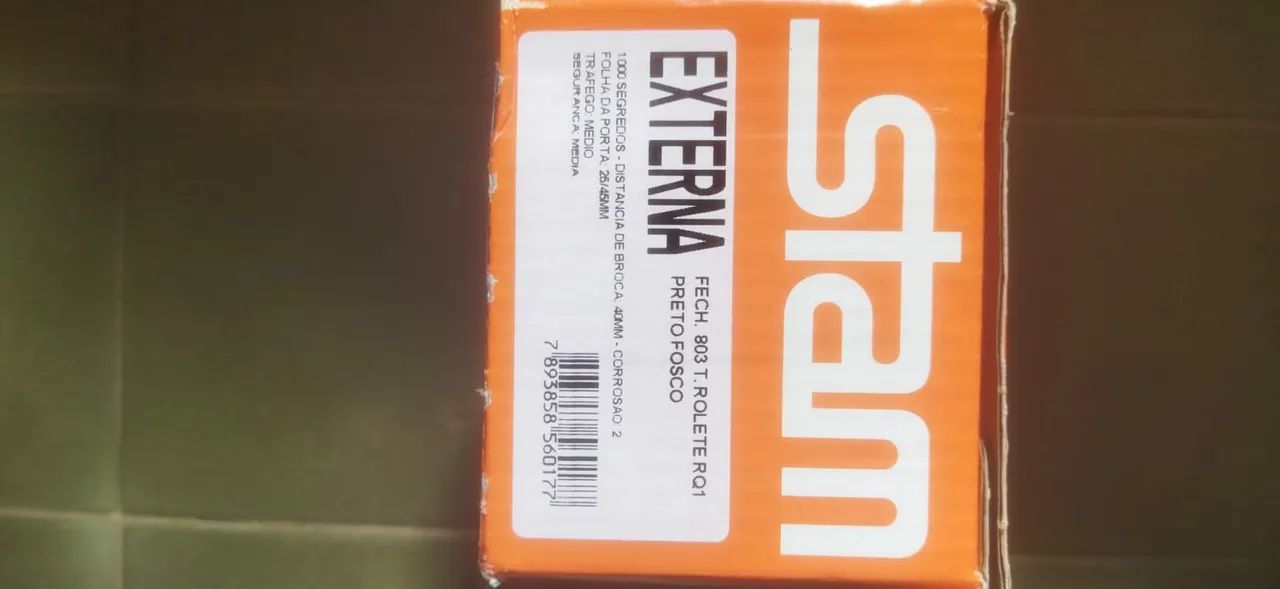 stam
EXTERNA
FECH. 803 T. ROLETE RQ1
PRETO FOSCO
1000 SEGREDOS - DISTANCIA DE BROCA: 40MM - CORROSAO: 2
FOLHA DA PORTA: 25/45MM
TRAFEGO: MEDIO
SEGURANCA: MEDIA
7 893858 560177